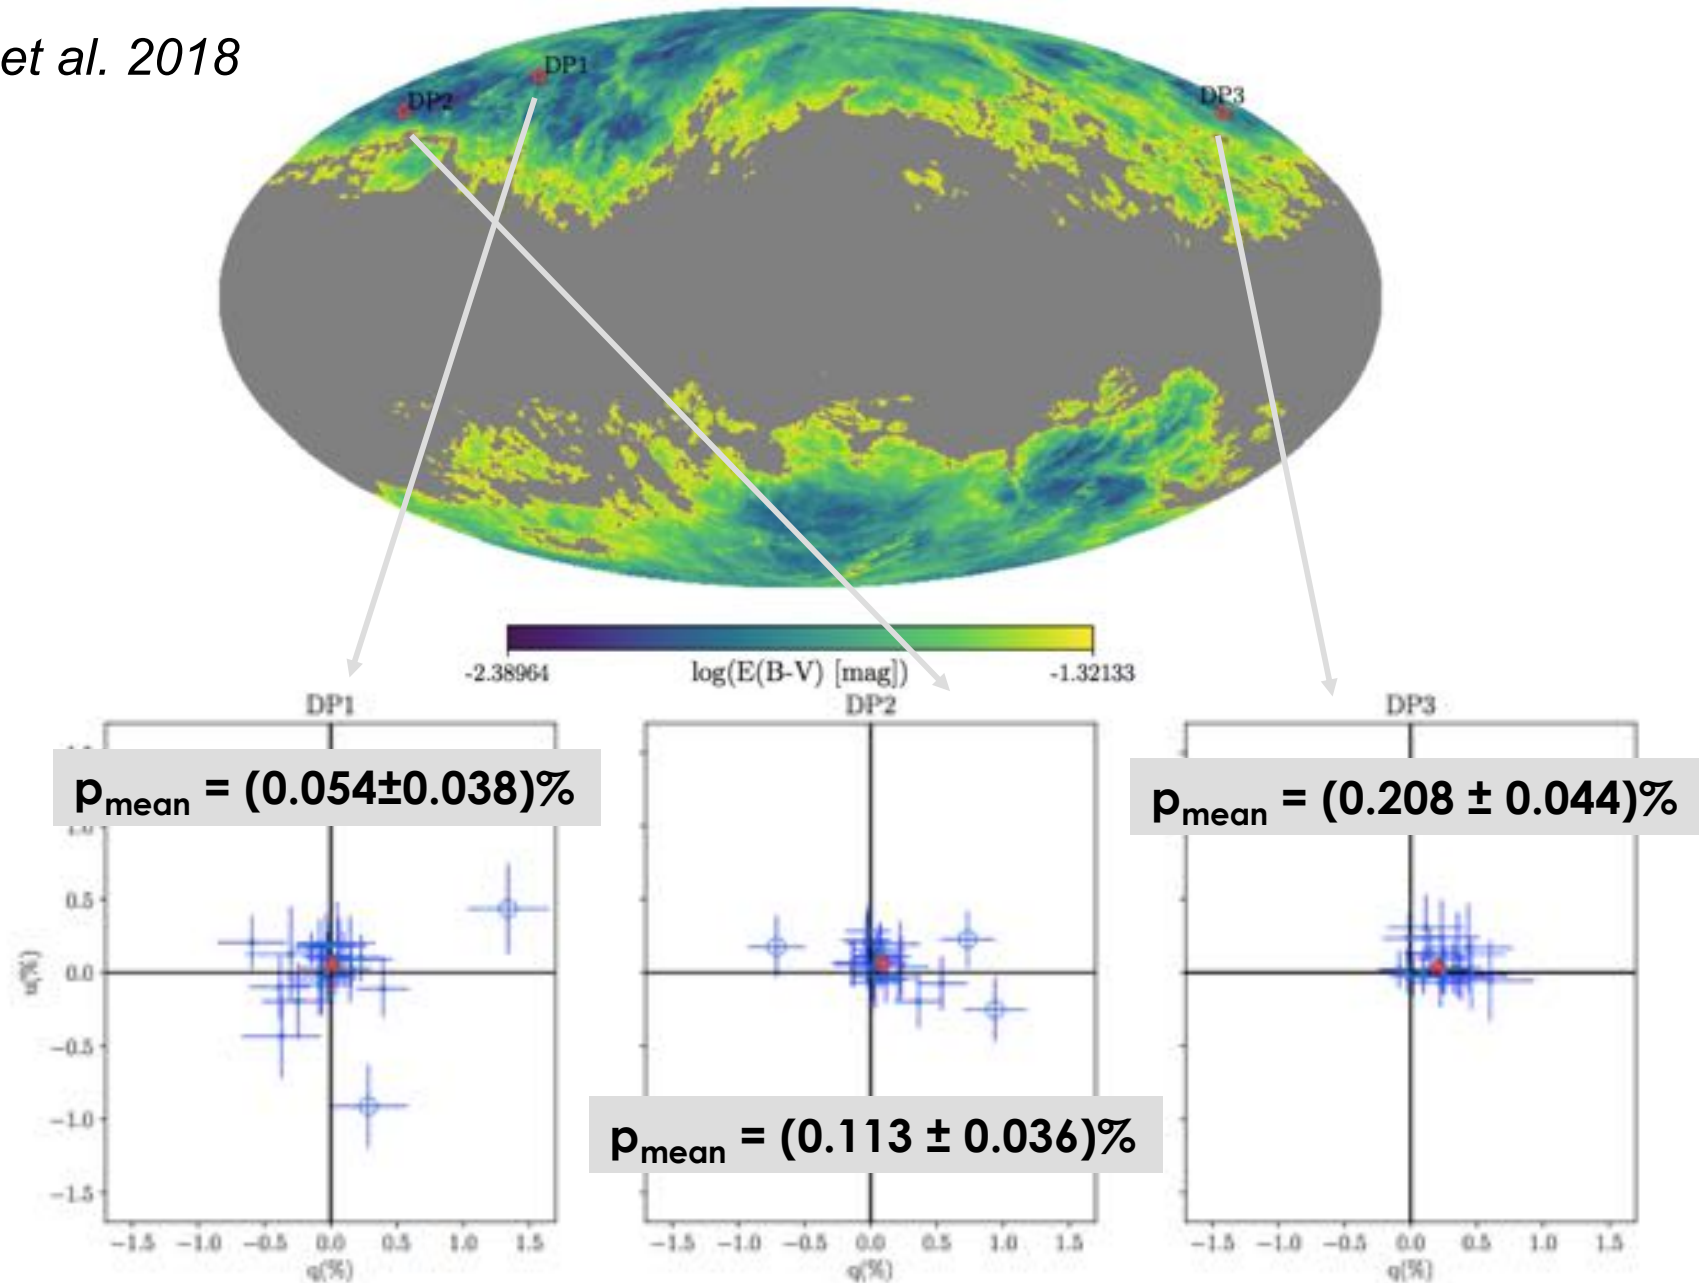 et al. 2018
DP1
DP2
DP3
-2.38964
log(E(B-V) [mag])
-1.32133
DP1
DP2
DP3
pmean = (0.054±0.038)%
pmean = (0.208 ± 0.044)%
0.5
0.0
−0.5
−1.0
−1.5
u(%)
pmean = (0.113 ± 0.036)%
−1.5 −1.0 −0.5 0.0 0.5 1.0 1.5
−1.5 −1.0 −0.5 0.0 0.5 1.0 1.5
−1.5 −1.0 −0.5 0.0 0.5 1.0 1.5
q(%)
q(%)
q(%)